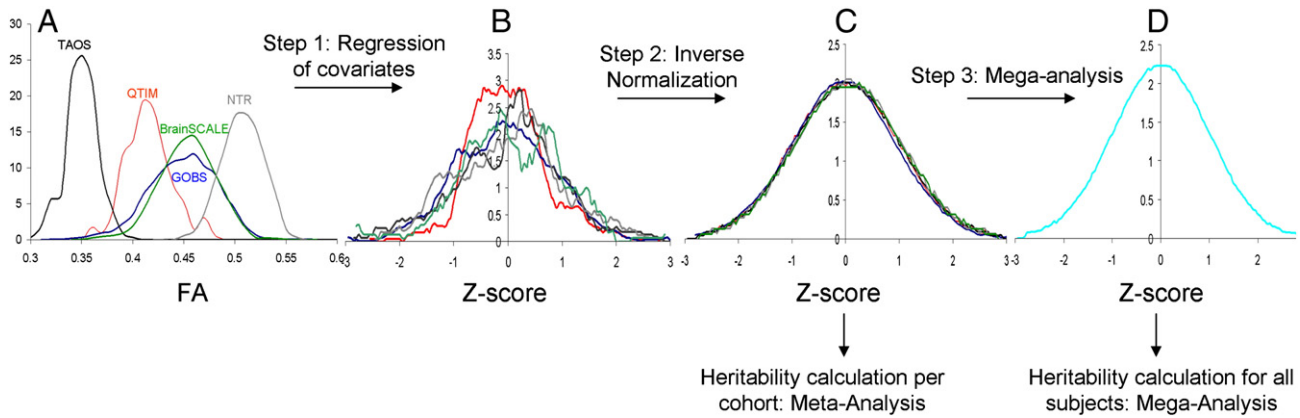 A
30
25
20
15
10
5
0
TAOS
QTIM
BrainSCALE
GOBS
NTR
0.3 0.35 0.4 0.45 0.5 0.55 0.6
FA
Step 1: Regression
of covariates
B
3.5
3
2.5
2
1.5
1
0.5
0
-3 -2 -1 0 1 2 3
Z-score
Step 2: Inverse
Normalization
C
2.5
2
1.5
1
0.5
0
-3 -2 -1 0 1 2 3
Z-score
Heritability calculation per
cohort: Meta-Analysis
Step 3: Mega-analysis
D
2.5
2
1.5
1
0.5
0
-3 -2 -1 0 1 2 3
Z-score
Heritability calculation for all
subjects: Mega-Analysis